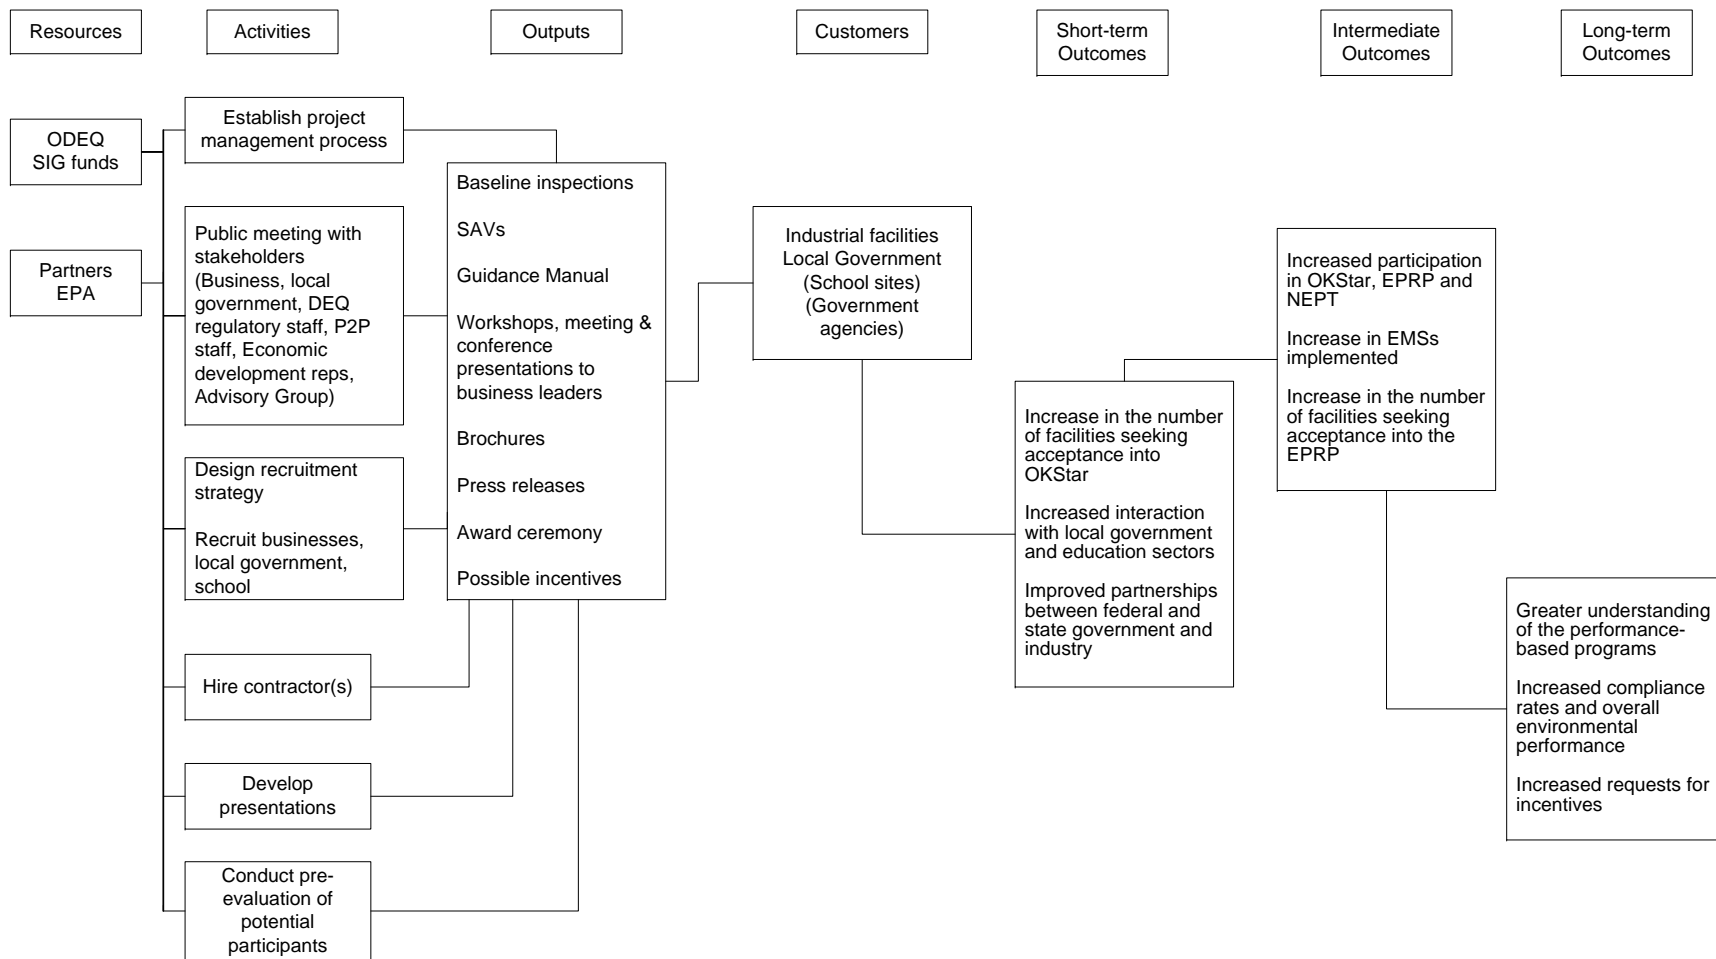 Resources
Activities
Outputs
Customers
Short-term
Outcomes
Intermediate
Outcomes
Long-term
Outcomes
ODEQ
SIG funds
Partners
EPA
Establish project
management process
Public meeting with
stakeholders
(Business, local
government, DEQ
regulatory staff, P2P
staff, Economic
development reps,
Advisory Group)
Design recruitment
strategy
Recruit businesses,
local government,
school
Hire contractor(s)
Develop
presentations
Conduct pre-
evaluation of
potential
participants
Baseline inspections
SAVs
Guidance Manual
Workshops, meeting &
conference
presentations to
business leaders
Brochures
Press releases
Award ceremony
Possible incentives
Industrial facilities
Local Government
(School sites)
(Government
agencies)
Increase in the number
of facilities seeking
acceptance into
OKStar
Increased interaction
with local government
and education sectors
Improved partnerships
between federal and
state government and
industry
Increased participation
in OKStar, EPRP and
NEPT
Increase in EMSs
implemented
Increase in the number
of facilities seeking
acceptance into the
EPRP
Greater understanding
of the performance-
based programs
Increased compliance
rates and overall
environmental
performance
Increased requests for
incentives